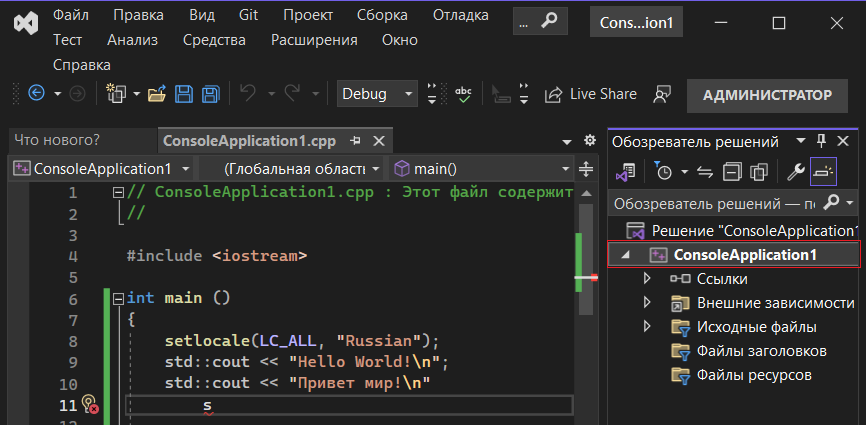 Файл Правка Вид Git Проект Сборка Отладка
... Cons...ion1
Тест Анализ Средства Расширения Окно
Справка
Debug abc Live Share АДМИНИСТРАТОР
Что нового? ConsoleApplication1.cpp
ConsoleApplication1 (Глобальная област main()
1 // ConsoleApplication1.cpp : Этот файл содержит
2 //
3
4 #include <iostream>
5
6 int main ()
7 {
8 setlocale(LC_ALL, "Russian");
9 std::cout << "Hello World!\n";
10 std::cout << "Привет мир!\n"
11 s
Обозреватель решений
Обозреватель решений — по
Решение "ConsoleApplication1
ConsoleApplication1
Ссылки
Внешние зависимости
Исходные файлы
Файлы заголовков
Файлы ресурсов